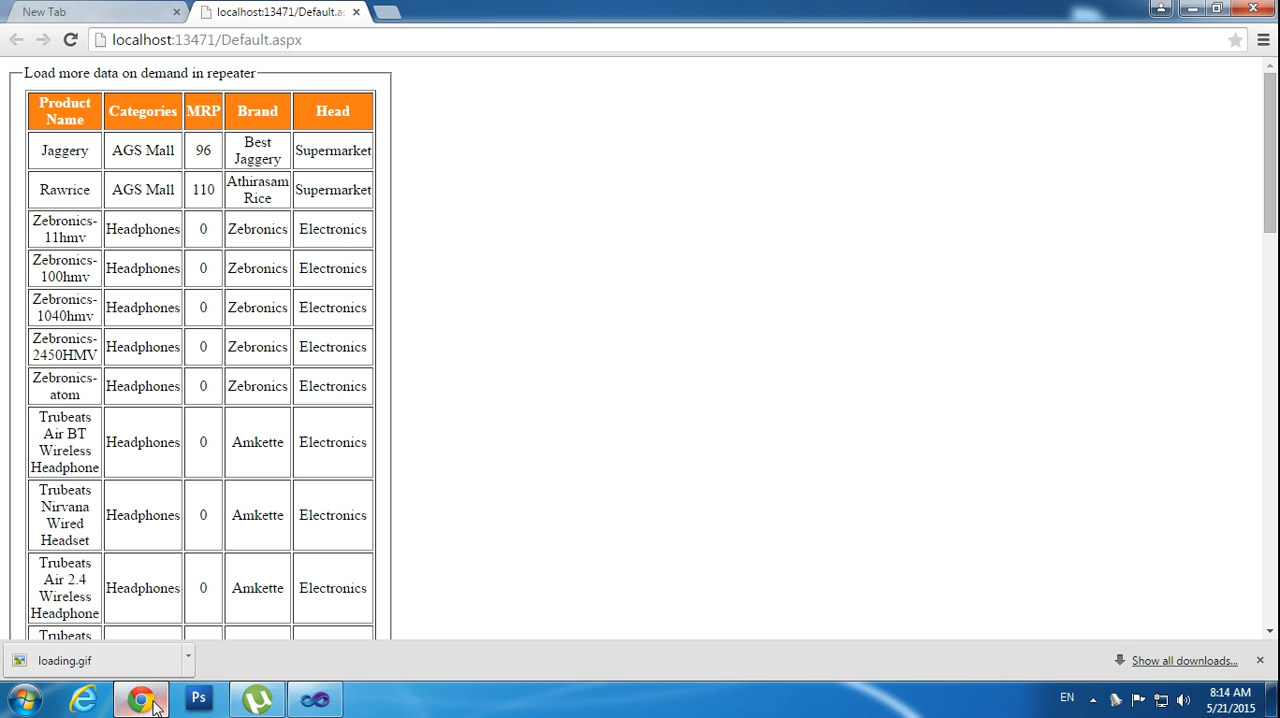 New Tab
localhost:13471/Default.a
localhost:13471/Default.aspx
Load more data on demand in repeater
Product Name Categories MRP Brand Head
Jaggery AGS Mall 96 Best Jaggery Supermarket
Rawrice AGS Mall 110 Athirasam Rice Supermarket
Zebronics-11hmv Headphones 0 Zebronics Electronics
Zebronics-100hmv Headphones 0 Zebronics Electronics
Zebronics-1040hmv Headphones 0 Zebronics Electronics
Zebronics-2450HMV Headphones 0 Zebronics Electronics
Zebronics-atom Headphones 0 Zebronics Electronics
Trubeats Air BT Wireless Headphone Headphones 0 Amkette Electronics
Trubeats Nirvana Wired Headset Headphones 0 Amkette Electronics
Trubeats Air 2.4 Wireless Headphone Headphones 0 Amkette Electronics
Trubeats
loading.gif
Show all downloads...
Ps
EN
8:14 AM
5/21/2015